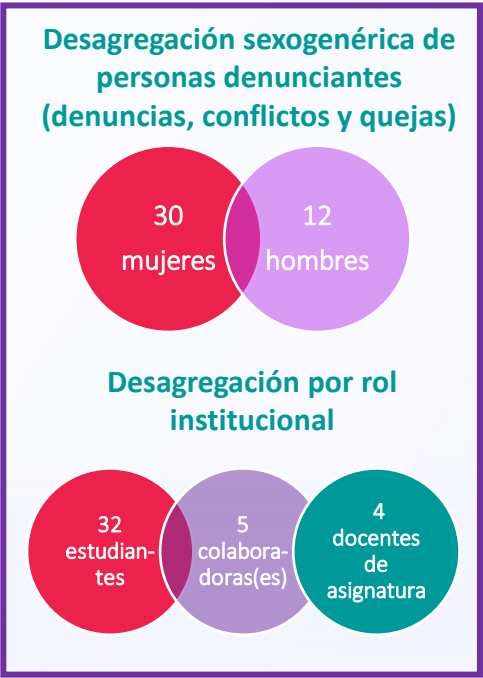 Desagregación sexogenérica de
personas denunciantes
(denuncias, conflictos y quejas)
30
mujeres
12
hombres
Desagregación por rol
institucional
32
estudian-
tes
5
colabora-
doras(es)
4
docentes
de
asignatura